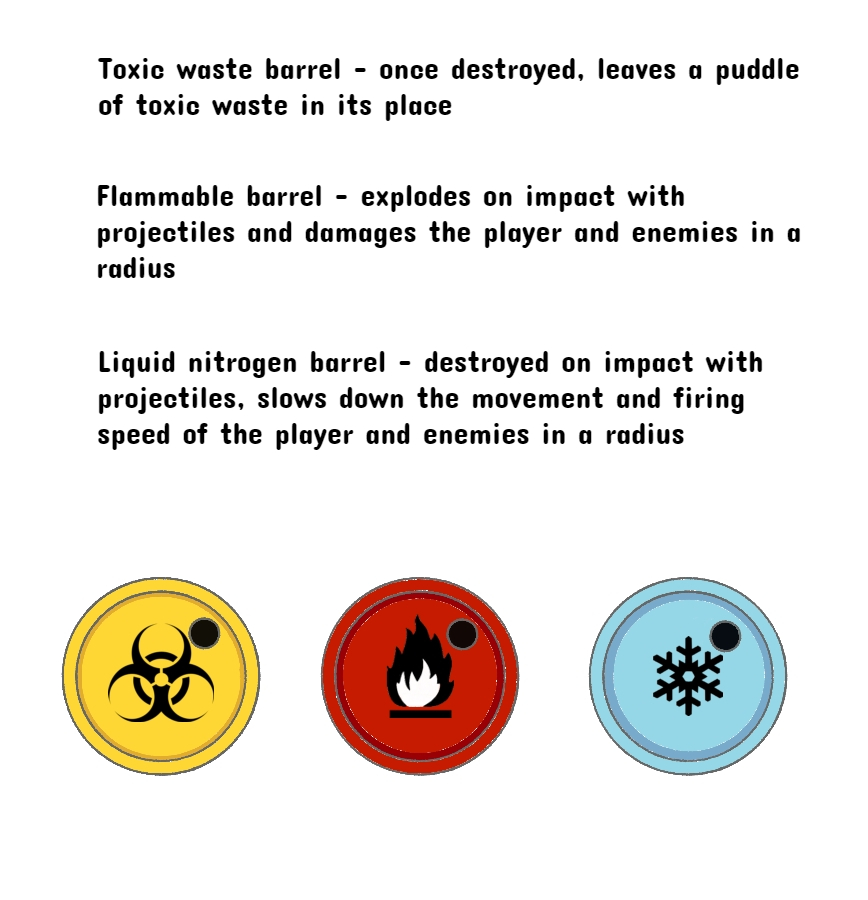 Toxic waste barrel - once destroyed, leaves a puddle
of toxic waste in its place
Flammable barrel - explodes on impact with
projectiles and damages the player and enemies in a
radius
Liquid nitrogen barrel - destroyed on impact with
projectiles, slows down the movement and firing
speed of the player and enemies in a radius